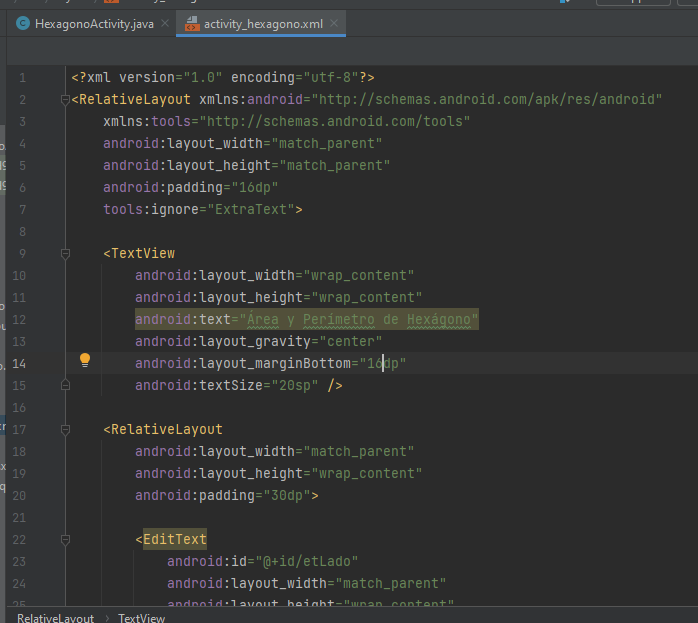 HexagonoActivity.java
activity_hexagono.xml
1 <?xml version="1.0" encoding="utf-8"?>
2 <RelativeLayout xmlns:android="http://schemas.android.com/apk/res/android"
3 xmlns:tools="http://schemas.android.com/tools"
4 android:layout_width="match_parent"
5 android:layout_height="match_parent"
6 android:padding="16dp"
7 tools:ignore="ExtraText">
8
9 <TextView
10 android:layout_width="wrap_content"
11 android:layout_height="wrap_content"
12 android:text="Área y Perimetro de Hexágono"
13 android:layout_gravity="center"
14 android:layout_marginBottom="16dp"
15 android:textSize="20sp" />
16
17 <RelativeLayout
18 android:layout_width="match_parent"
19 android:layout_height="wrap_content"
20 android:padding="30dp">
21
22 <EditText
23 android:id="@+id/etLado"
24 android:layout_width="match_parent"
25 android:layout_height="wrap_content"
RelativeLayout > TextView